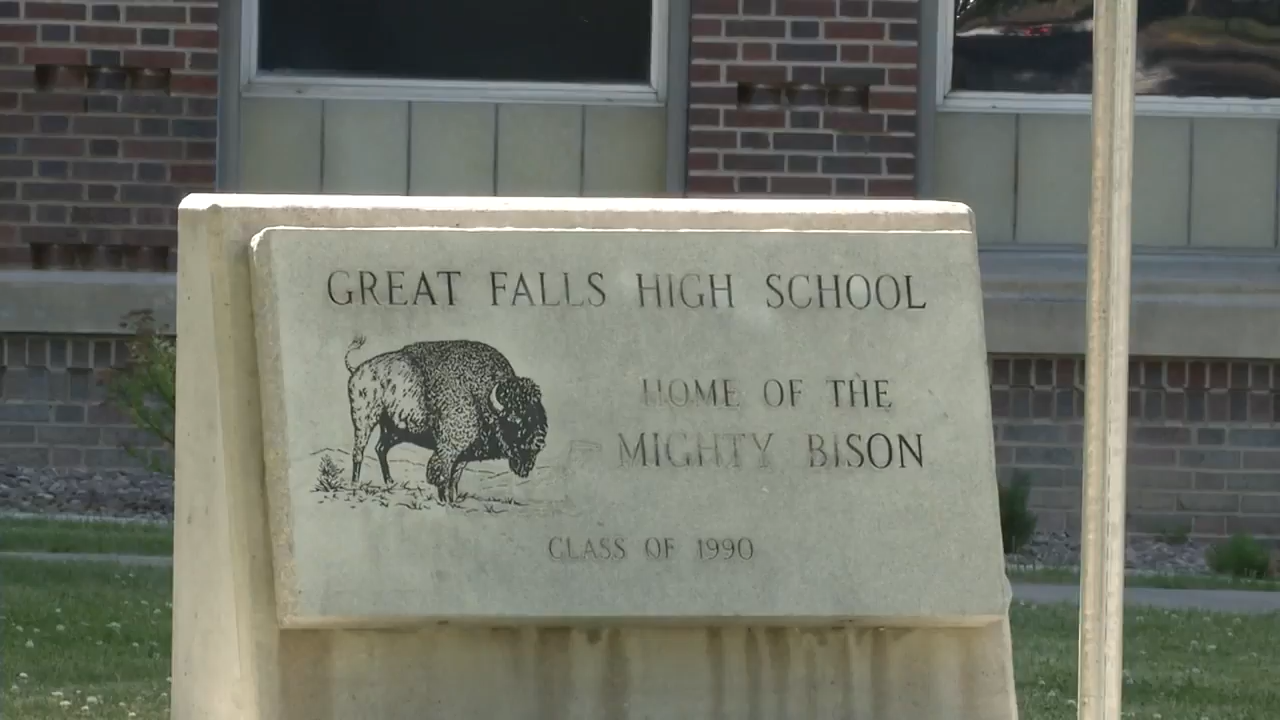 GREAT FALLS HIGH SCHOOL
HOME OF THE
MIGHTY BISON
CLASS OF 1990